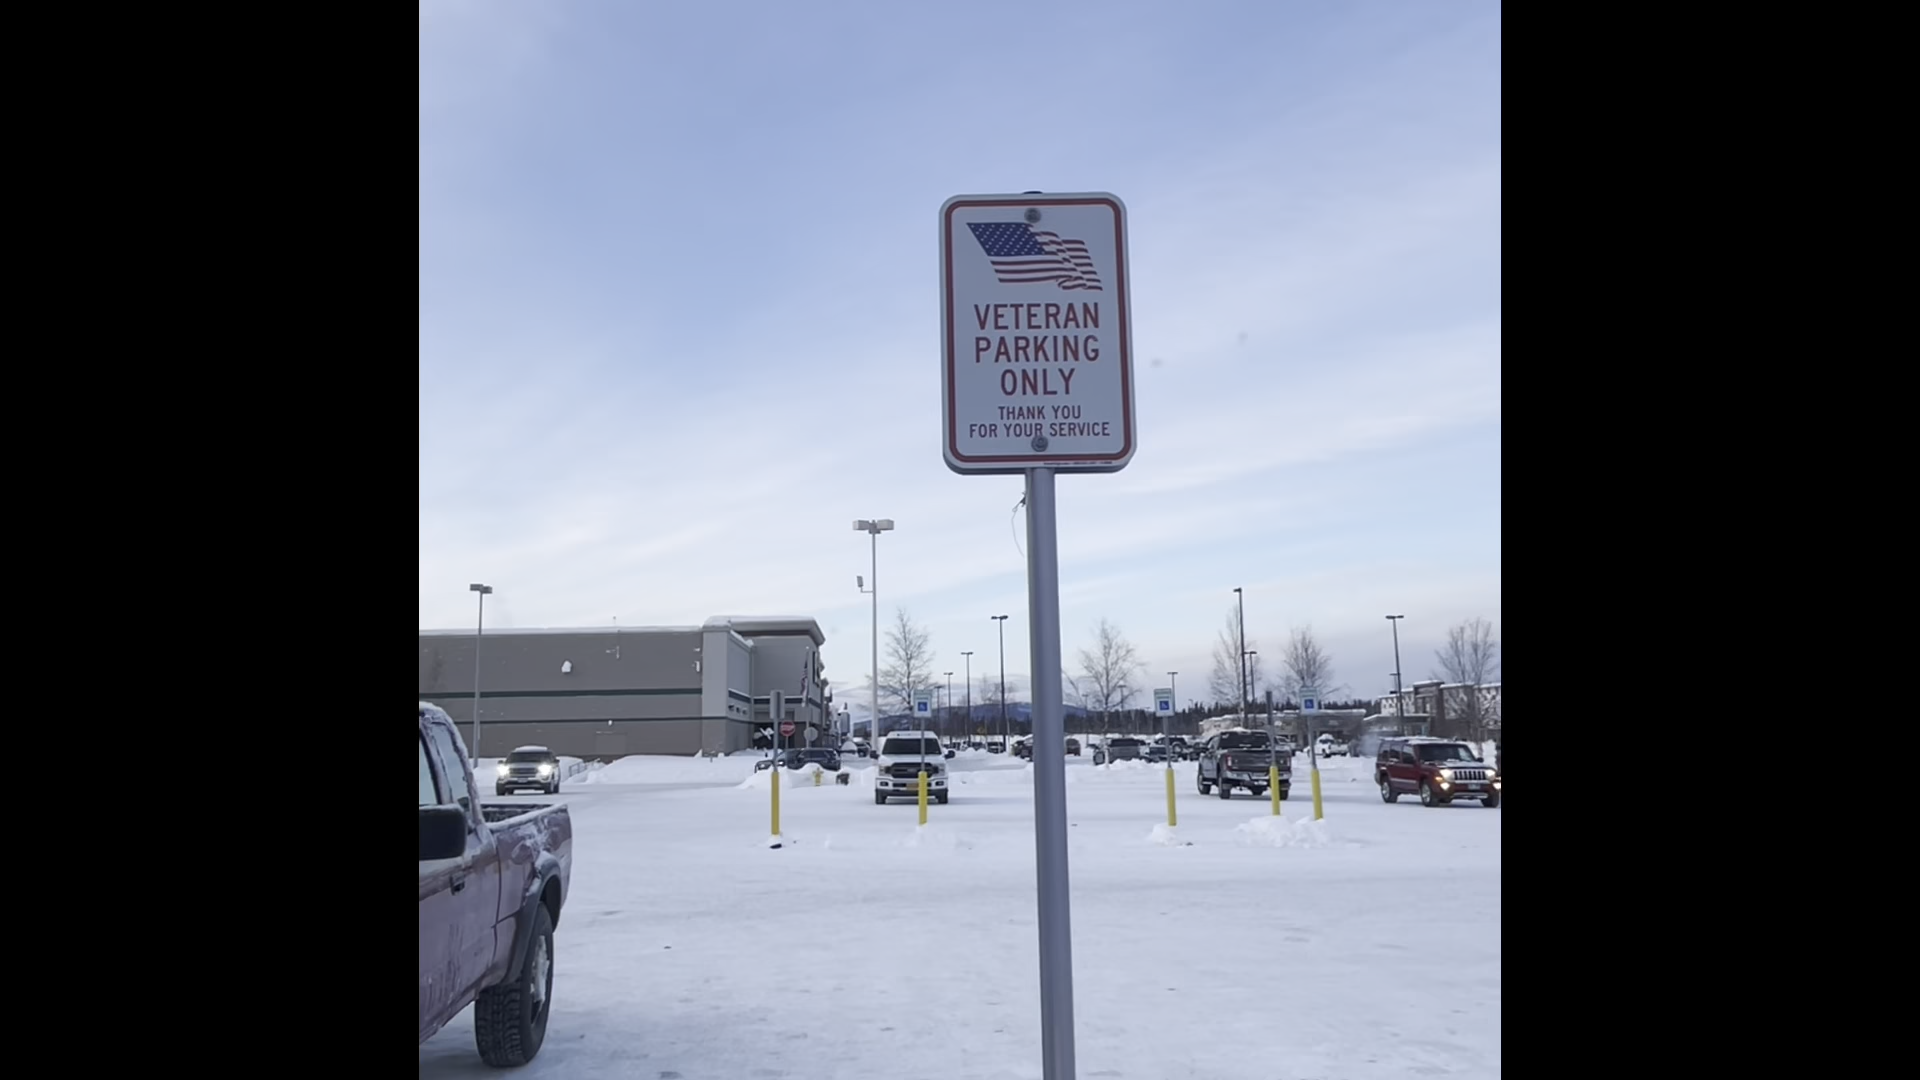 VETERAN
PARKING
ONLY
THANK YOU
FOR YOUR SERVICE